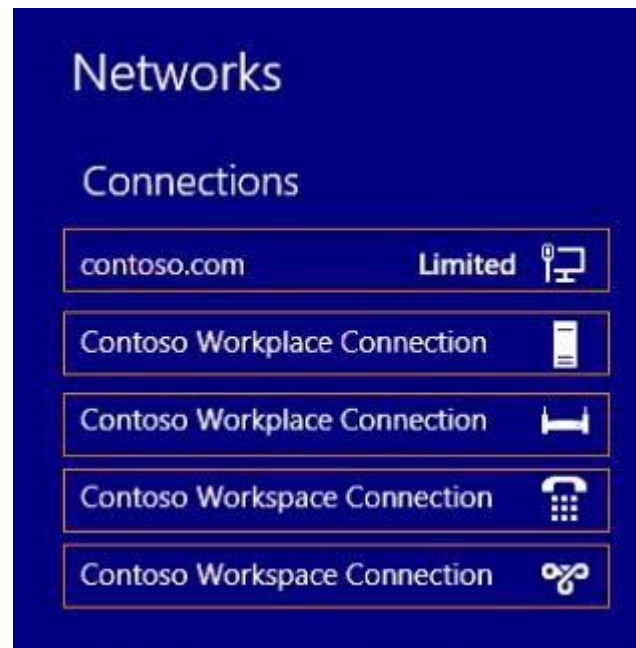 Networks
Connections
contoso.com Limited
Contoso Workplace Connection
Contoso Workplace Connection
Contoso Workspace Connection
Contoso Workspace Connection